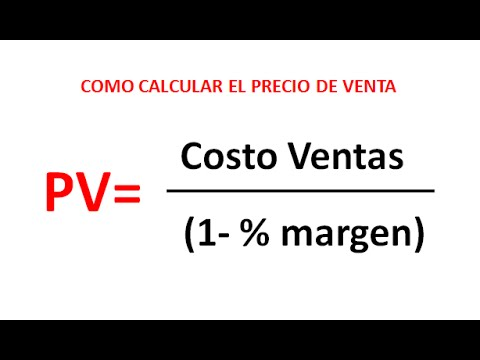 COMO CALCULAR EL PRECIO DE VENTA
PV=
Costo Ventas
(1- % margen)